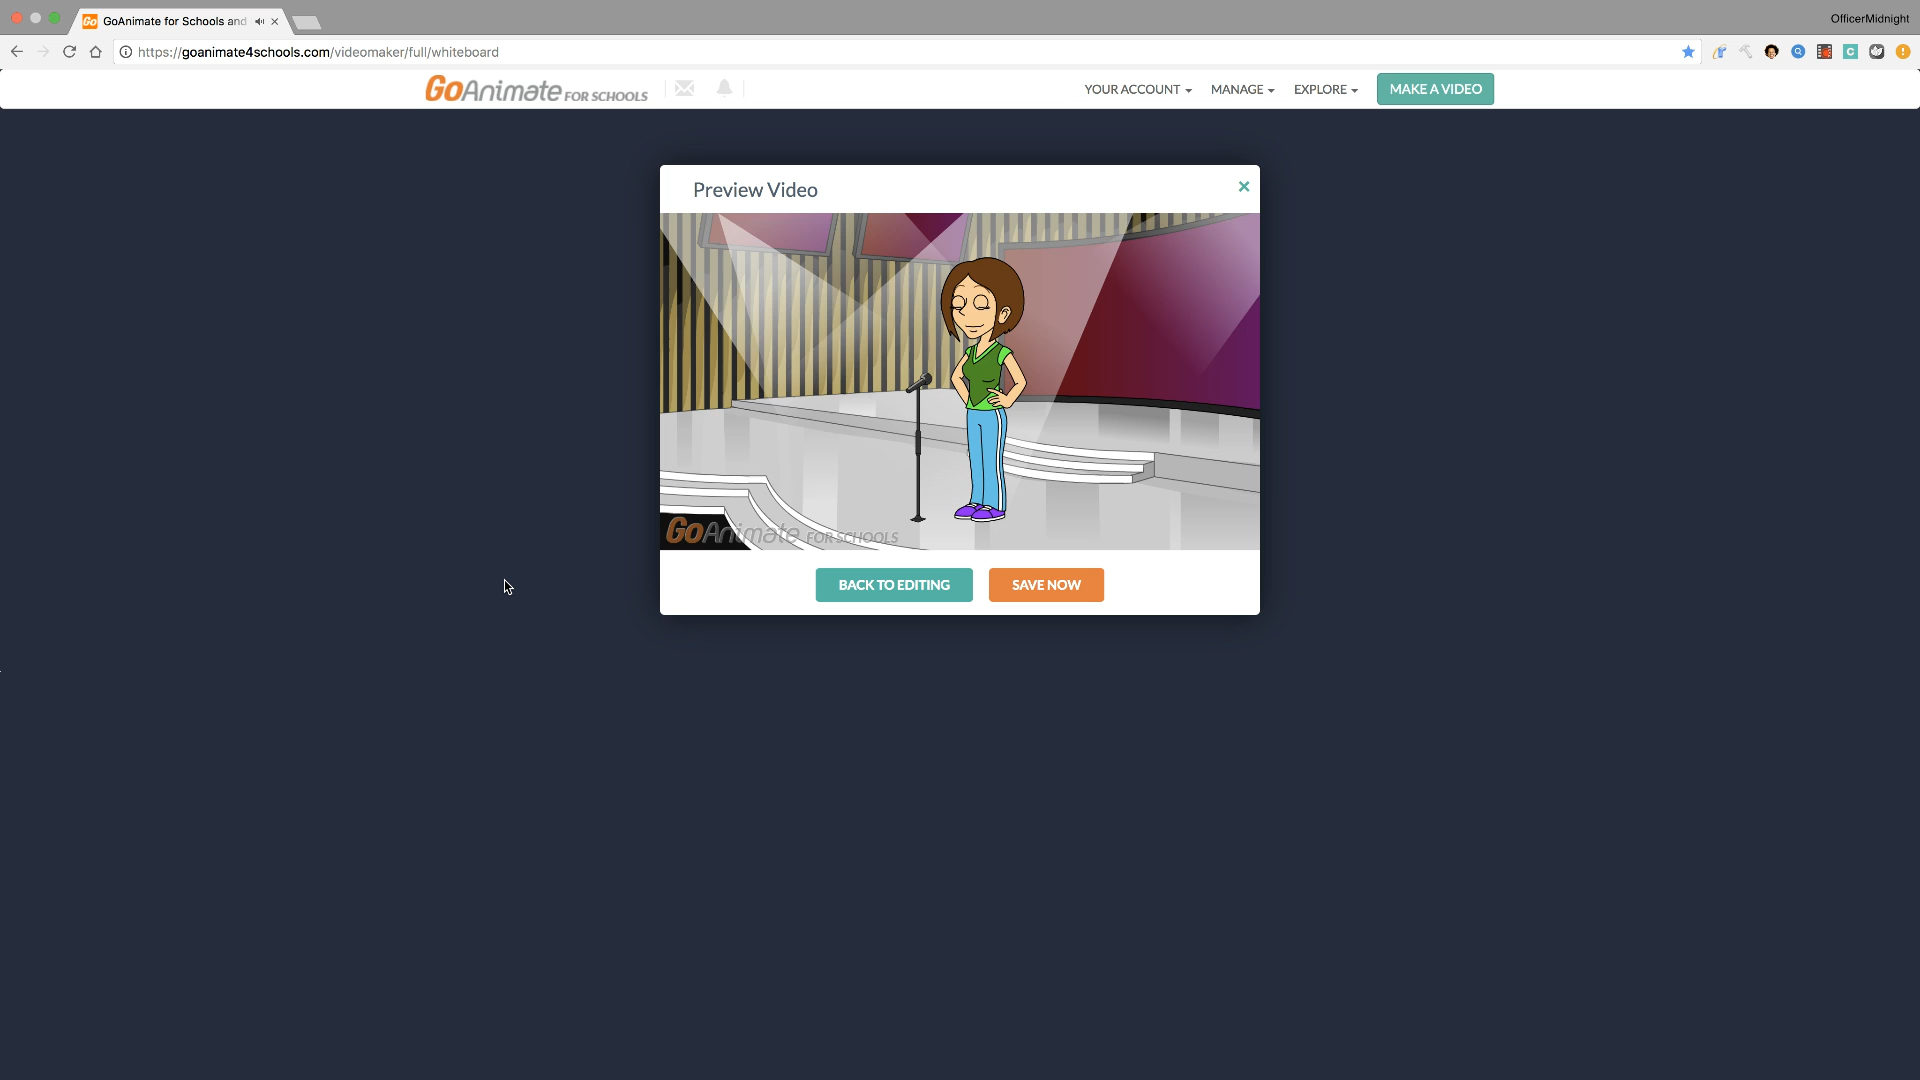 GoAnimate for Schools and
OfficerMidnight
https://goanimate4schools.com/videomaker/full/whiteboard
GoAnimate FOR SCHOOLS
YOUR ACCOUNT
MANAGE
EXPLORE
MAKE A VIDEO
Preview Video
GoAnimate FOR SCHOOLS
BACK TO EDITING
SAVE NOW